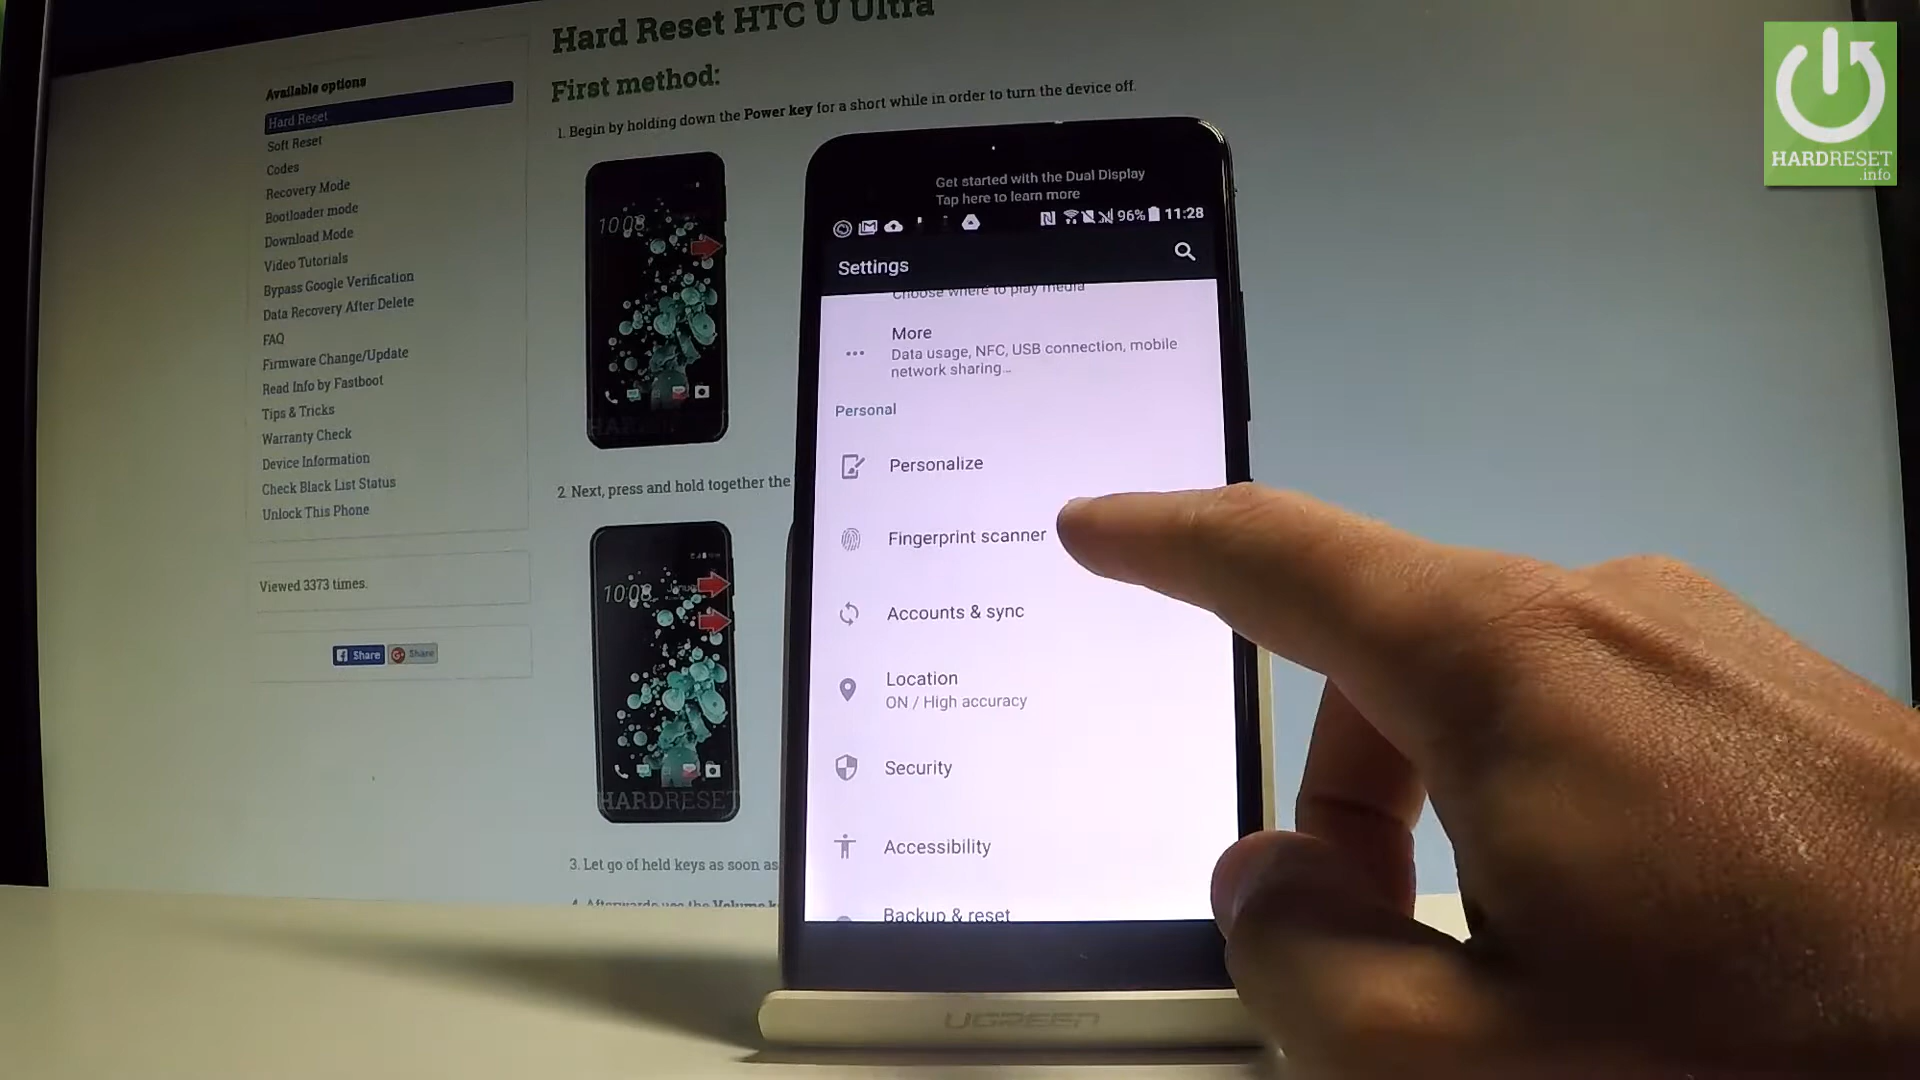 Hard Reset HTC U Ultra
First method:
1. Begin by holding down the Power key for a short while in order to turn the device off.
Available options
Hard Reset
Soft Reset
Codes
Recovery Mode
Bootloader mode
Download Mode
Video Tutorials
Bypass Google Verification
Data Recovery After Delete
FAQ
Firmware Change/Update
Read Info by Fastboot
Tips & Tricks
Warranty Check
Device Information
Check Black List Status
Unlock This Phone
Viewed 3373 times.
Share
Share
10:08
2. Next, press and hold together the
10:08
HARDRESET
3. Let go of held keys as soon as
4. Afterwards use the Volume k
Get started with the Dual Display
Tap here to learn more
96% 11:28
Settings
Choose where to play media
More
Data usage, NFC, USB connection, mobile
network sharing...
Personal
Personalize
Fingerprint scanner
Accounts & sync
Location
ON / High accuracy
Security
Accessibility
Backup & reset
UGREEN
HARDRESET
.info